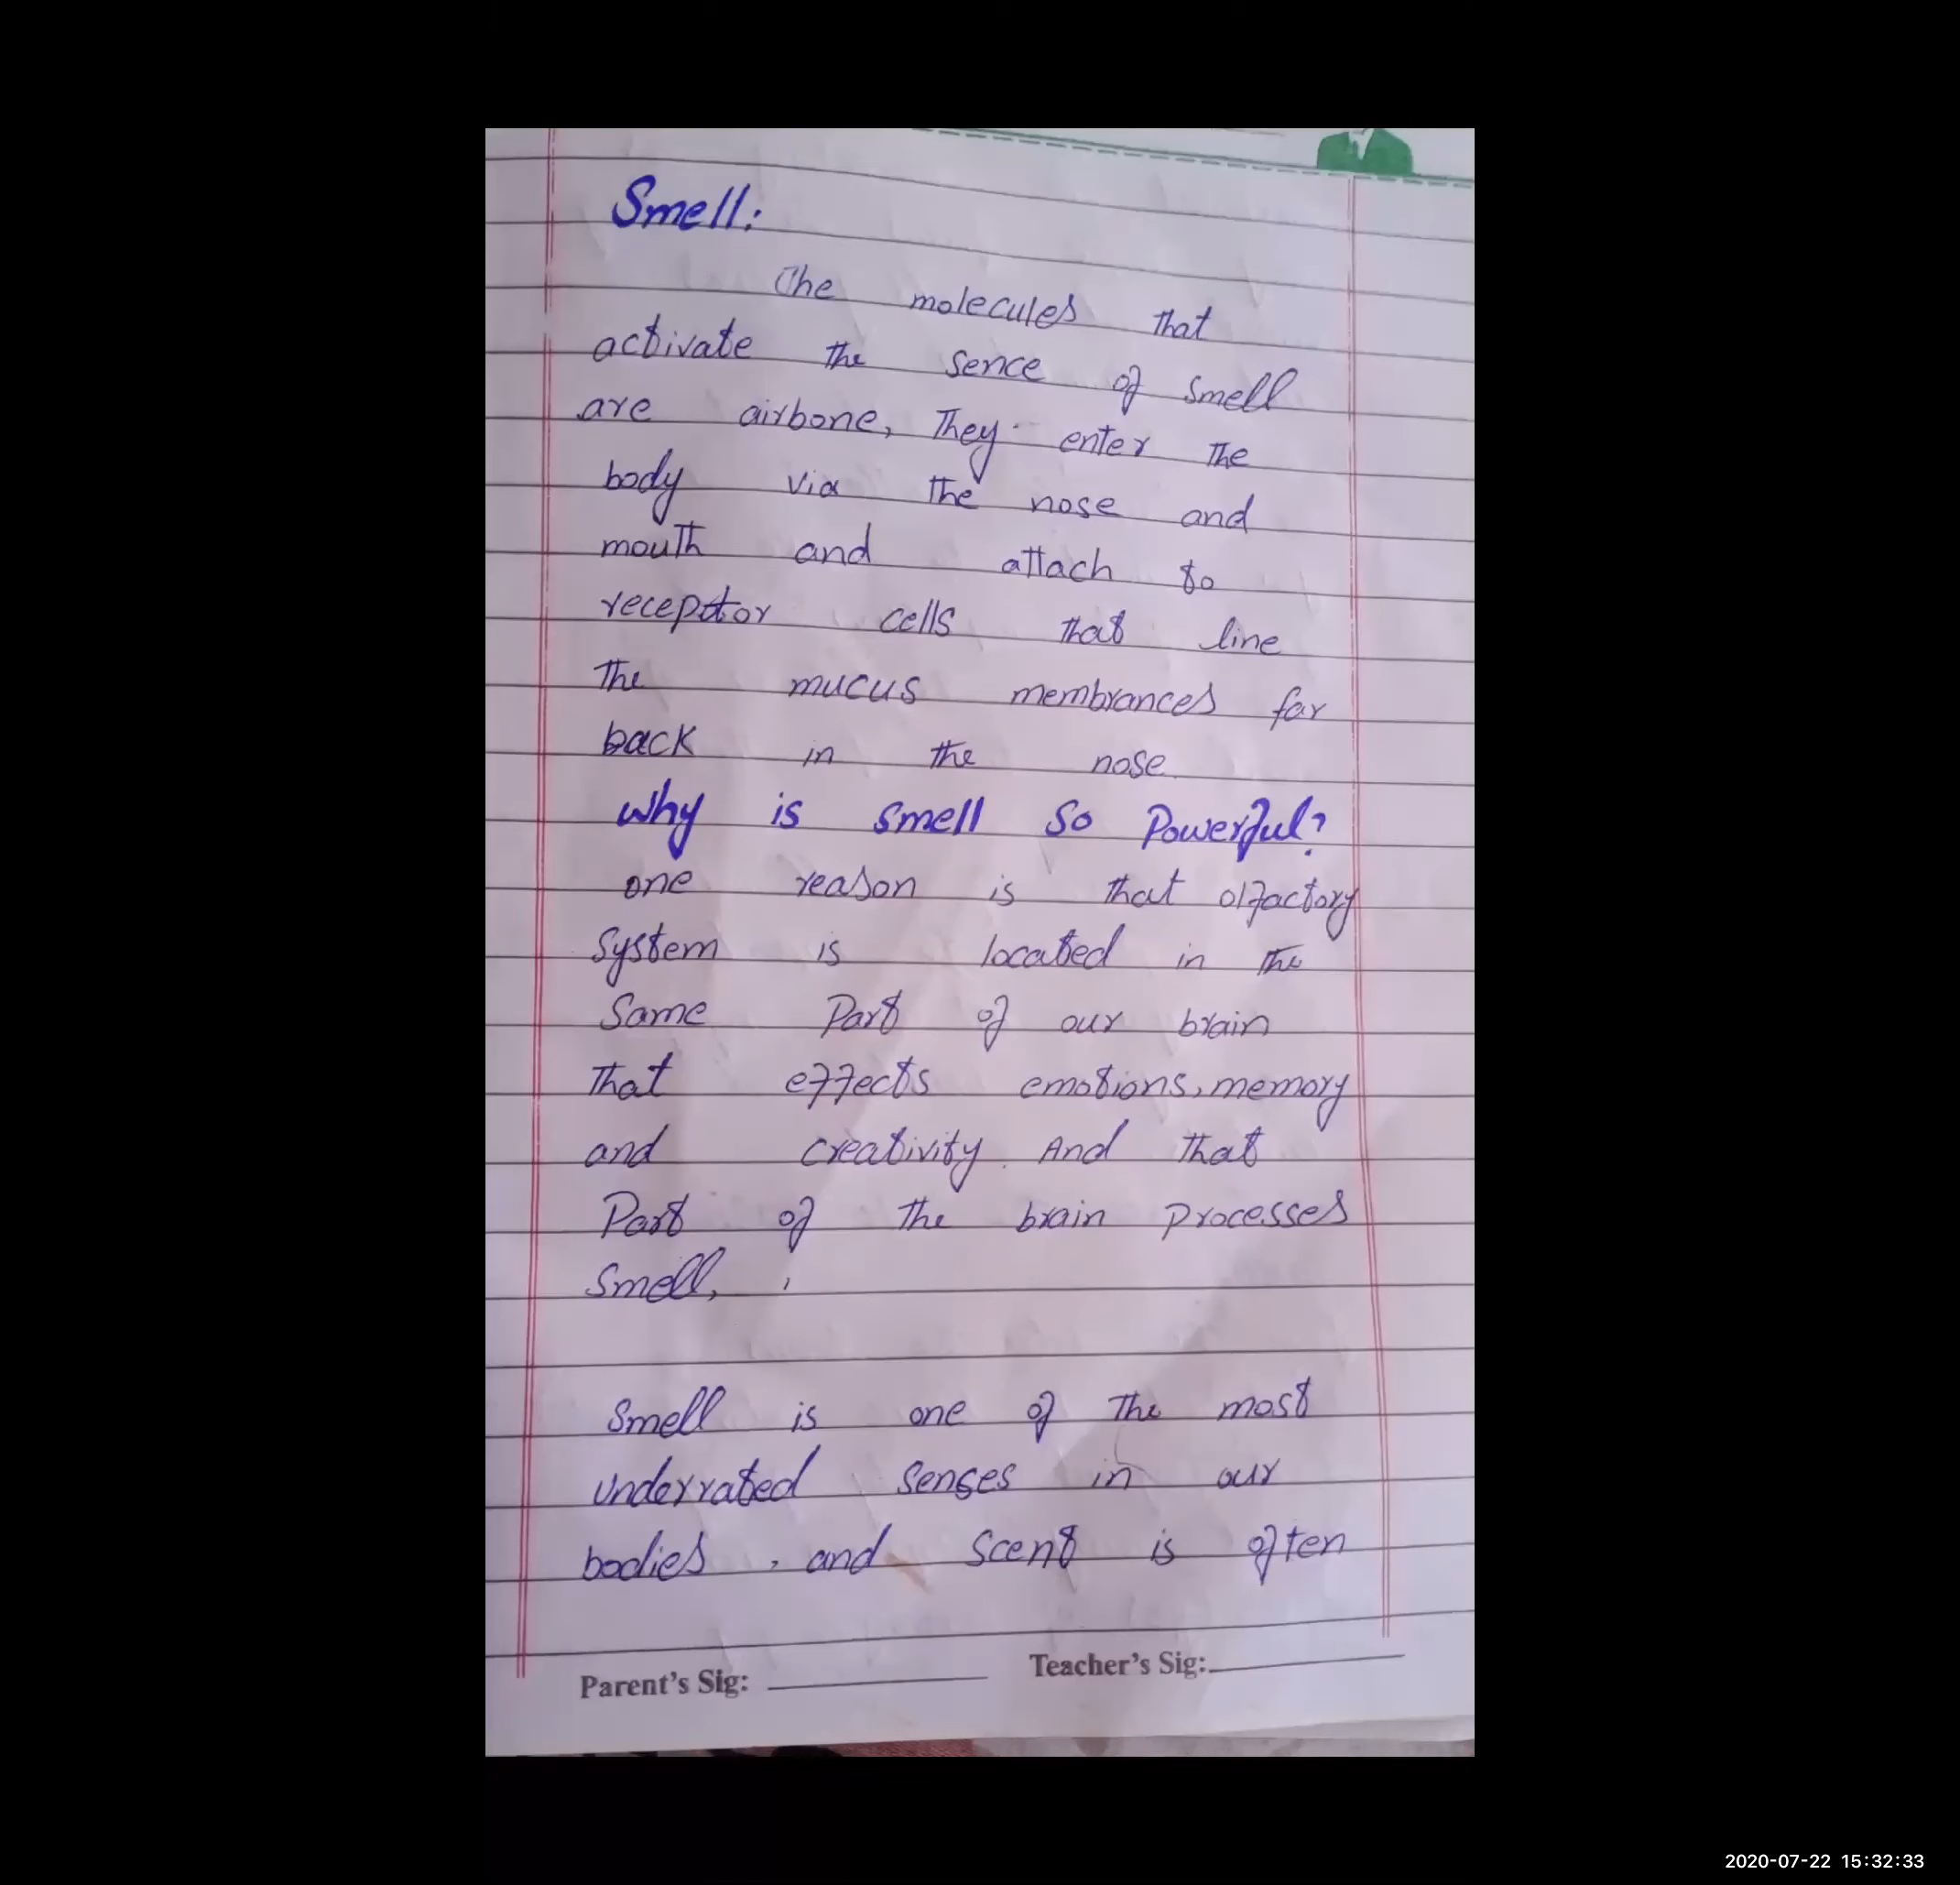 Smell:
The molecules that
activate the sence of smell
are airbone, They enter the
body via the nose and
mouth and attach to
receptor cells that line
The mucus membrances far
back in the nose.
why is smell so Powerful?
one reason is that olfactory
system is located in the
Same Part of our brain
That effects emotions, memory
and creativity. And that
Part of the brain processes
smell,
Smell is one of the most
underrated senses in our
bodies, and scent is often
Parent's Sig: Teacher's Sig:
2020-07-22 15:32:33